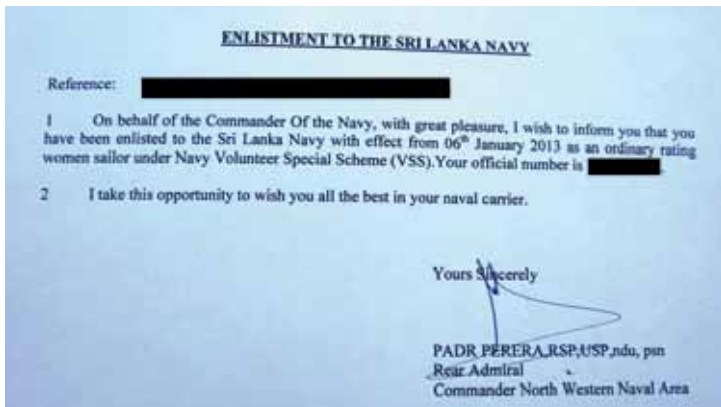 ENLISTMENT TO THE SRI LANKA NAVY
Reference:
1 On behalf of the Commander Of the Navy, with great pleasure, I wish to inform you that you
have been enlisted to the Sri Lanka Navy with effect from 06th January 2013 as an ordinary rating
women sailor under Navy Volunteer Special Scheme (VSS).Your official number is
2 I take this opportunity to wish you all the best in your naval carrier.
Yours Sincerely
PADR PERERA,RSP,USP,ndu, psn
Rear Admiral
Commander North Western Naval Area